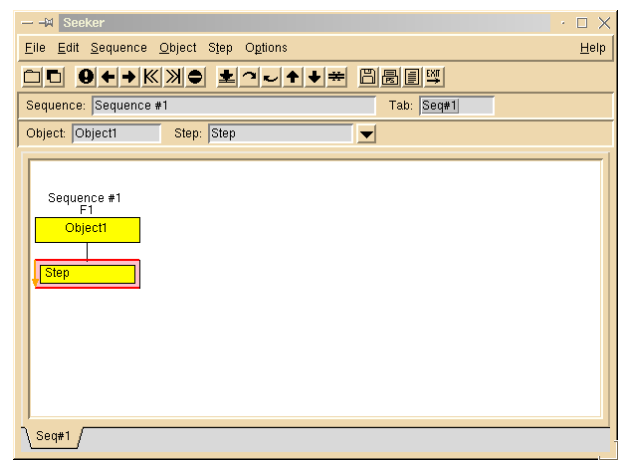 Seeker
File Edit Sequence Object Step Options Help
EXIT
Sequence: Sequence #1 Tab: Seq#1
Object: Object1 Step: Step
Sequence #1
F1
Object1
Step
Seq#1